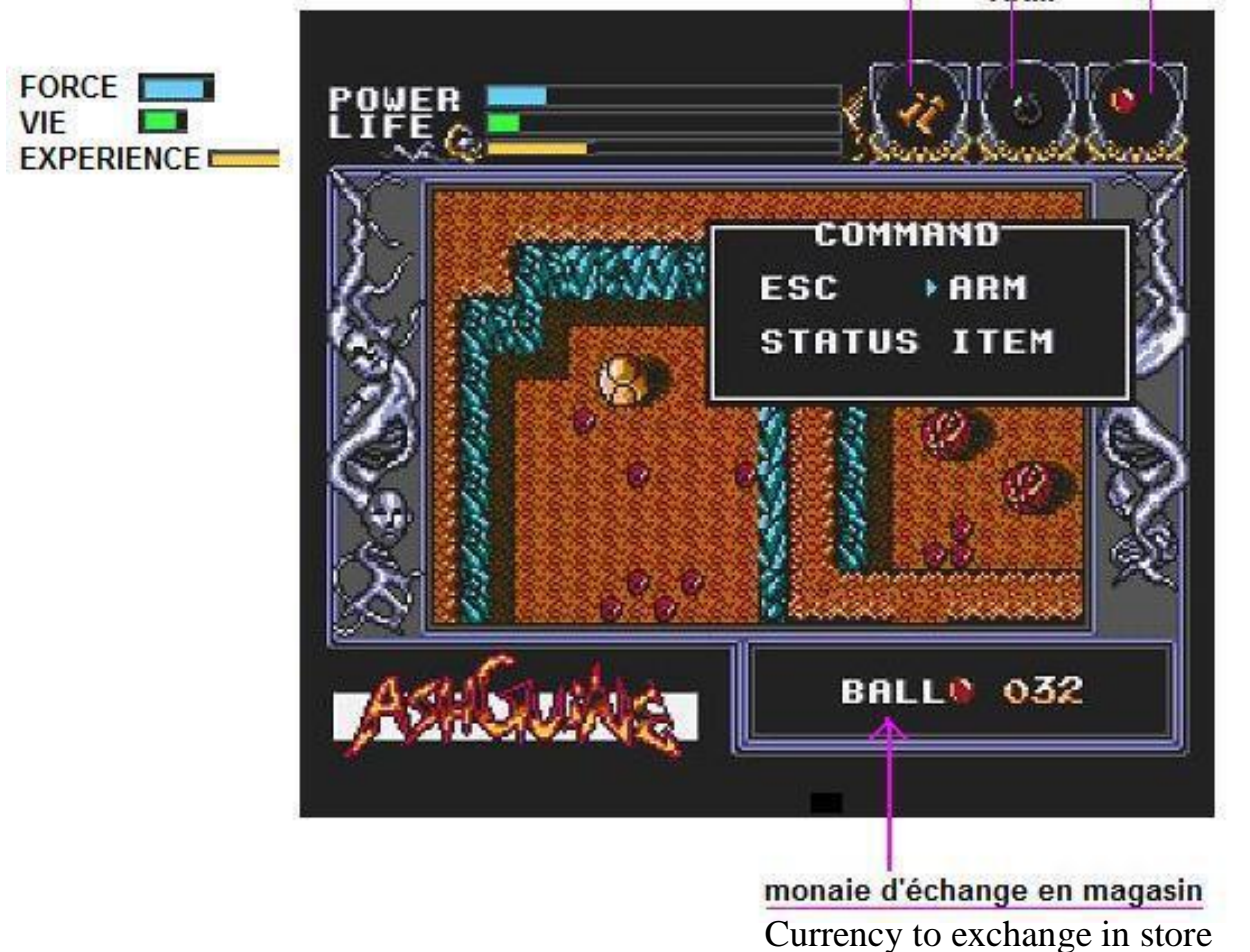 FORCE
VIE
EXPERIENCE
POWER
LIFE
COMMAND
ESC ARM
STATUS ITEM
ASHGUINE
BALL 032
monaie d'échange en magasin
Currency to exchange in store